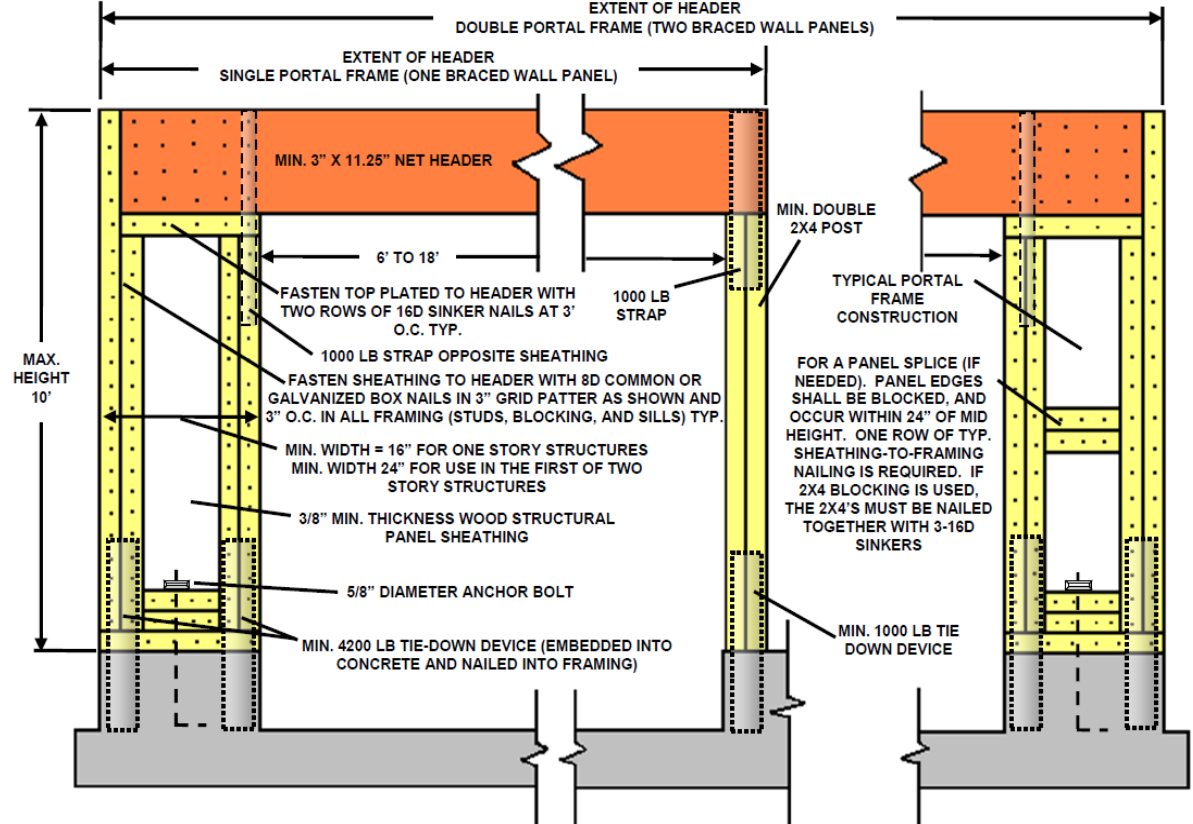 EXTENT OF HEADER
DOUBLE PORTAL FRAME (TWO BRACED WALL PANELS)
EXTENT OF HEADER
SINGLE PORTAL FRAME (ONE BRACED WALL PANEL)
MIN. 3” X 11.25” NET HEADER
MIN. DOUBLE
2X4 POST
6’ TO 18’
FASTEN TOP PLATED TO HEADER WITH
TWO ROWS OF 16D SINKER NAILS AT 3’
O.C. TYP.
1000 LB
STRAP
TYPICAL PORTAL
FRAME
CONSTRUCTION
MAX.
HEIGHT
10’
1000 LB STRAP OPPOSITE SHEATHING
FASTEN SHEATHING TO HEADER WITH 8D COMMON OR
GALVANIZED BOX NAILS IN 3” GRID PATTER AS SHOWN AND
3” O.C. IN ALL FRAMING (STUDS, BLOCKING, AND SILLS) TYP.
FOR A PANEL SPLICE (IF
NEEDED). PANEL EDGES
SHALL BE BLOCKED, AND
OCCUR WITHIN 24” OF MID
HEIGHT. ONE ROW OF TYP.
SHEATHING-TO-FRAMING
NAILING IS REQUIRED. IF
2X4 BLOCKING IS USED,
THE 2X4’S MUST BE NAILED
TOGETHER WITH 3-16D
SINKERS
MIN. WIDTH = 16” FOR ONE STORY STRUCTURES
MIN. WIDTH 24” FOR USE IN THE FIRST OF TWO
STORY STRUCTURES
3/8” MIN. THICKNESS WOOD STRUCTURAL
PANEL SHEATHING
5/8” DIAMETER ANCHOR BOLT
MIN. 4200 LB TIE-DOWN DEVICE (EMBEDDED INTO
CONCRETE AND NAILED INTO FRAMING)
MIN. 1000 LB TIE
DOWN DEVICE